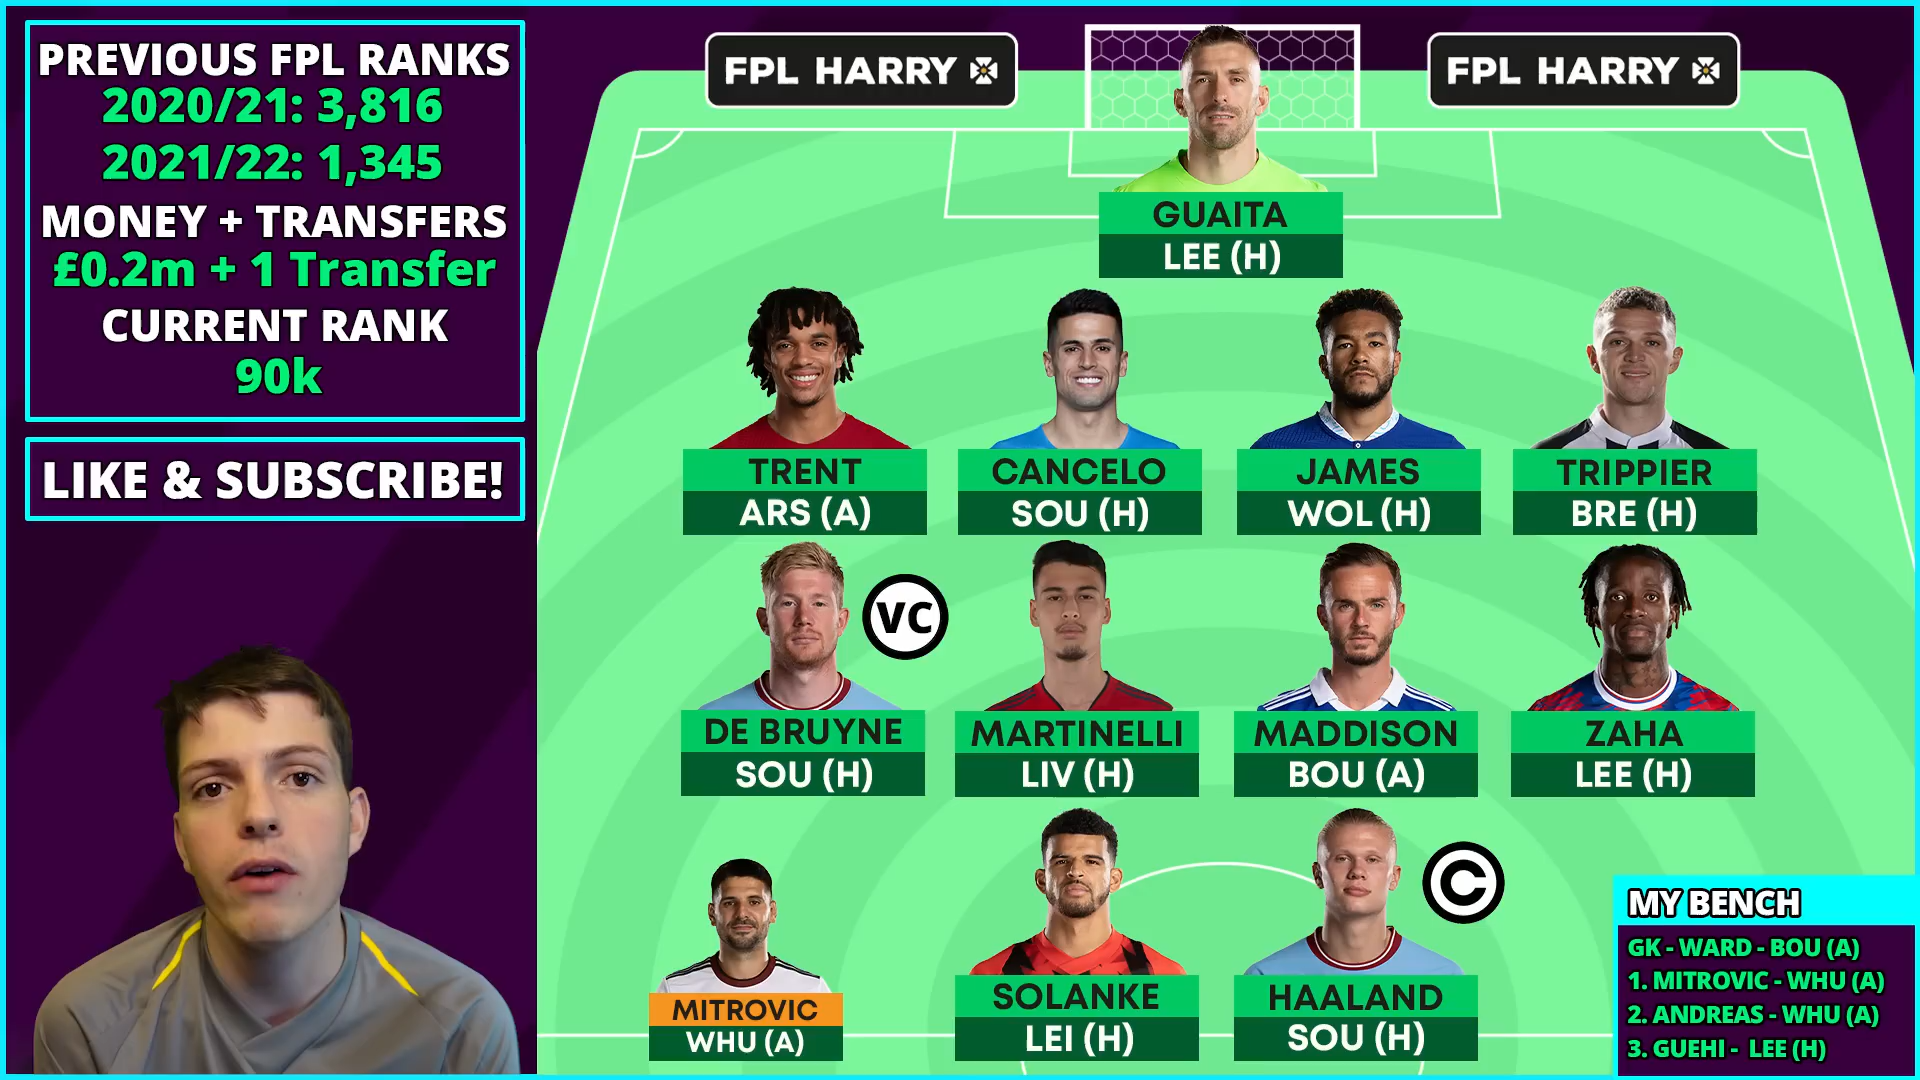 PREVIOUS FPL RANKS
2020/21: 3,816
2021/22: 1,345
MONEY + TRANSFERS
£0.2m + 1 Transfer
CURRENT RANK
90k
LIKE & SUBSCRIBE!
FPL HARRY
FPL HARRY
GUAITA
LEE (H)
TRENT
ARS (A)
CANCELO
SOU (H)
JAMES
WOL (H)
TRIPPIER
BRE (H)
DE BRUYNE
SOU (H)
VC
MARTINELLI
LIV (H)
MADDISON
BOU (A)
ZAHA
LEE (H)
MITROVIC
WHU (A)
SOLANKE
LEI (H)
HAALAND
SOU (H)
C
MY BENCH
GK - WARD - BOU (A)
1. MITROVIC - WHU (A)
2. ANDREAS - WHU (A)
3. GUEHI - LEE (H)